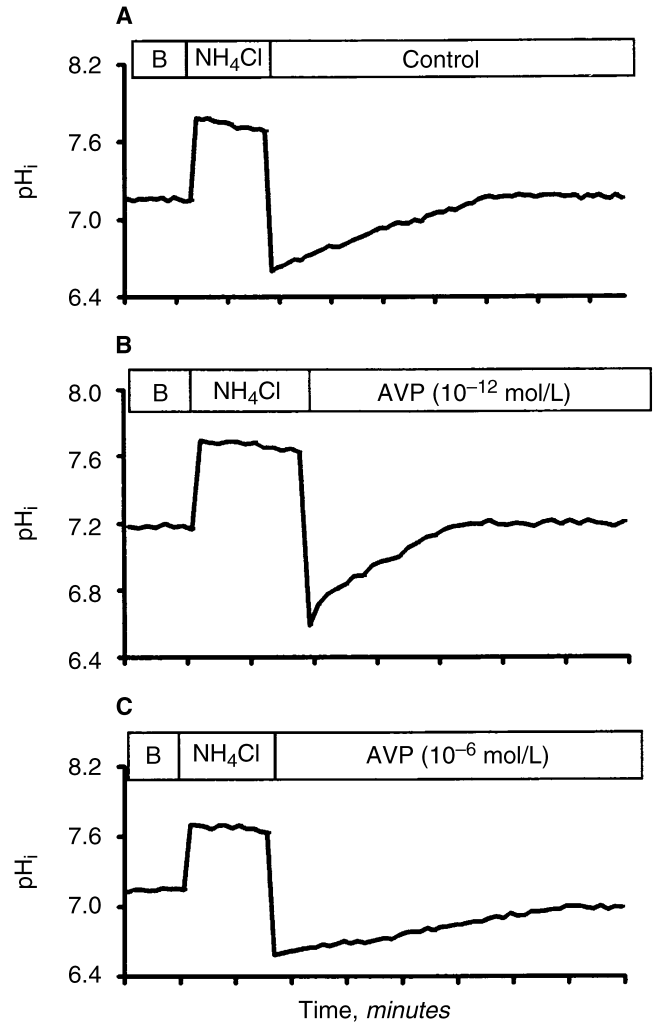 A
B NH₄Cl Control
8.2
7.6
7.0
6.4
pHᵢ
B
B NH₄Cl AVP (10⁻¹² mol/L)
8.0
7.6
7.2
6.8
6.4
pHᵢ
C
B NH₄Cl AVP (10⁻⁶ mol/L)
8.2
7.6
7.0
6.4
pHᵢ
Time, minutes